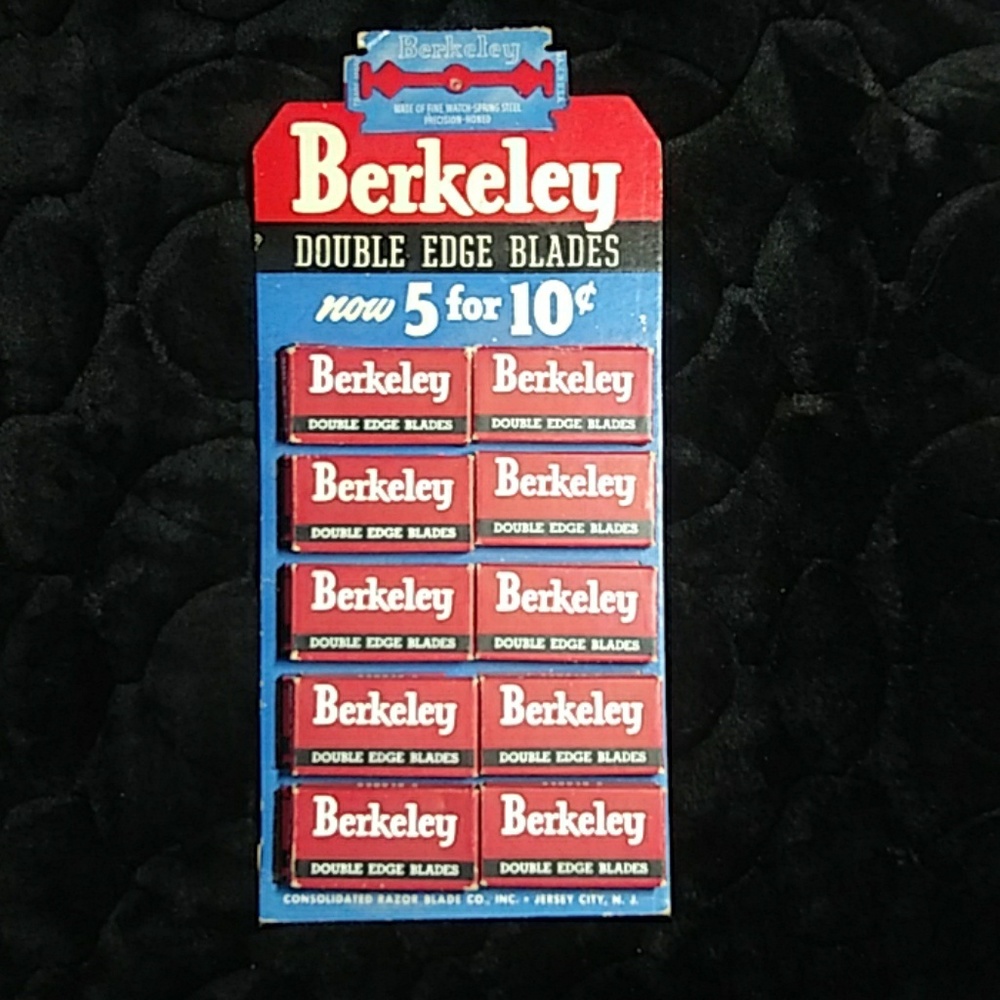 Berkeley
MADE OF FINE WATCH-SPRING STEEL
PRECISION-HONED
Berkeley
DOUBLE EDGE BLADES
now 5 for 10¢
Berkeley
DOUBLE EDGE BLADES
Berkeley
DOUBLE EDGE BLADES
Berkeley
DOUBLE EDGE BLADES
Berkeley
DOUBLE EDGE BLADES
Berkeley
DOUBLE EDGE BLADES
Berkeley
DOUBLE EDGE BLADES
Berkeley
DOUBLE EDGE BLADES
Berkeley
DOUBLE EDGE BLADES
Berkeley
DOUBLE EDGE BLADES
Berkeley
DOUBLE EDGE BLADES
CONSOLIDATED RAZOR BLADE CO., INC. • JERSEY CITY, N. J.